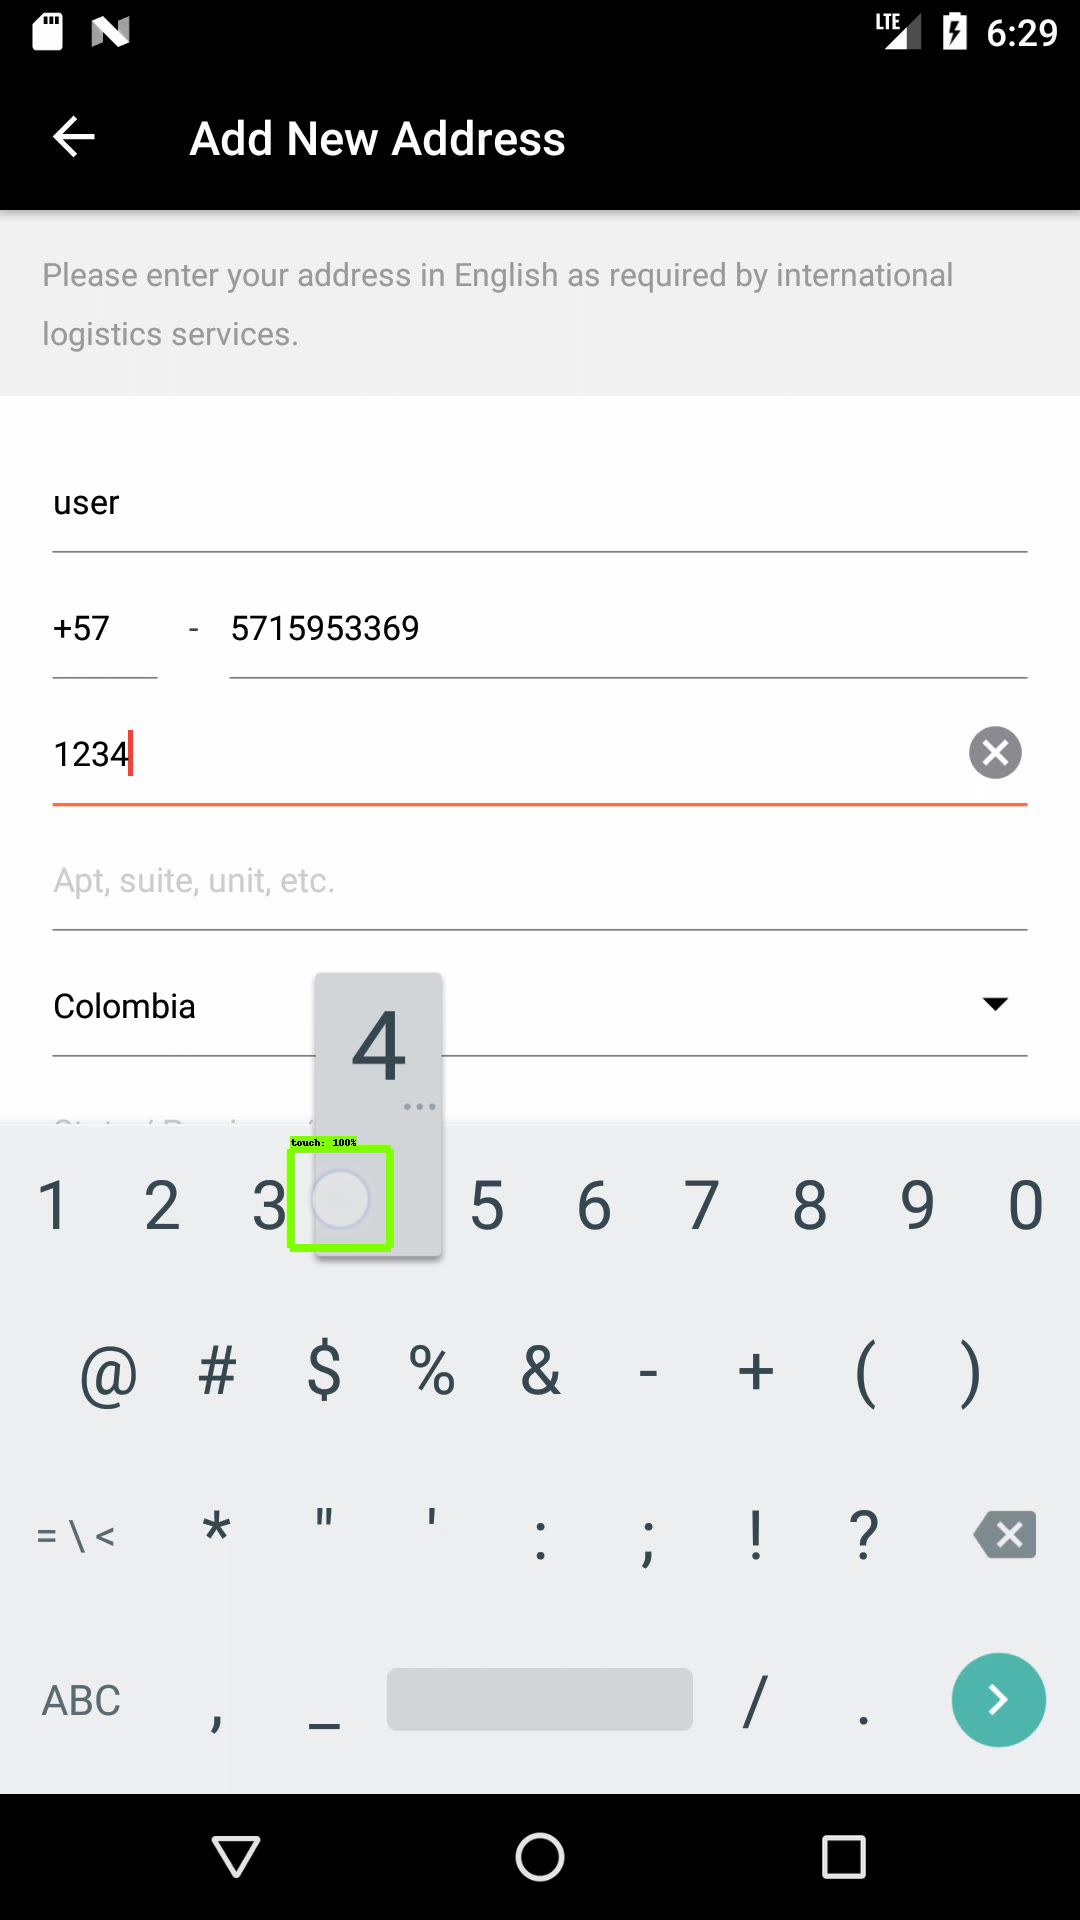 LTE 6:29
Add New Address
Please enter your address in English as required by international
logistics services.
user
+57 - 5715953369
1234
Apt, suite, unit, etc.
Colombia
4
...
touch: 100%
1 2 3 5 6 7 8 9 0
@ # $ % & - + ( )
= \ < * " ' : ; ! ?
ABC , _ / .